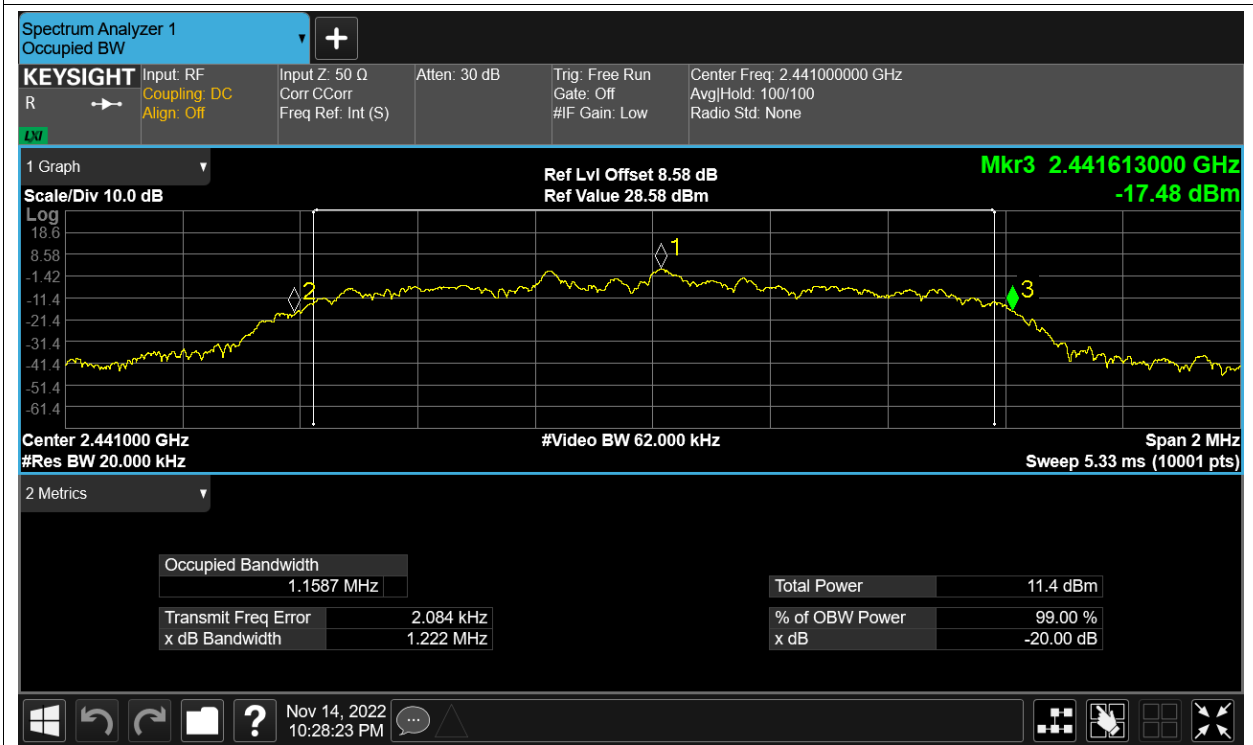 Spectrum Analyzer 1
Occupied BW
KEYSIGHT
R
LXI
Input: RF
Coupling: DC
Align: Off
Input Z: 50 Ω
Corr CCorr
Freq Ref: Int (S)
Atten: 30 dB
Trig: Free Run
Gate: Off
#IF Gain: Low
Center Freq: 2.441000000 GHz
Avg|Hold: 100/100
Radio Std: None
1 Graph
Scale/Div 10.0 dB
Ref Lvl Offset 8.58 dB
Ref Value 28.58 dBm
Mkr3 2.441613000 GHz
-17.48 dBm
Log
18.6
8.58
-1.42
-11.4
-21.4
-31.4
-41.4
-51.4
-61.4
1
2
3
Center 2.441000 GHz
#Res BW 20.000 kHz
#Video BW 62.000 kHz
Span 2 MHz
Sweep 5.33 ms (10001 pts)
2 Metrics
Occupied Bandwidth
1.1587 MHz
Transmit Freq Error 2.084 kHz
x dB Bandwidth 1.222 MHz
Total Power 11.4 dBm
% of OBW Power 99.00 %
x dB -20.00 dB
?
Nov 14, 2022
10:28:23 PM